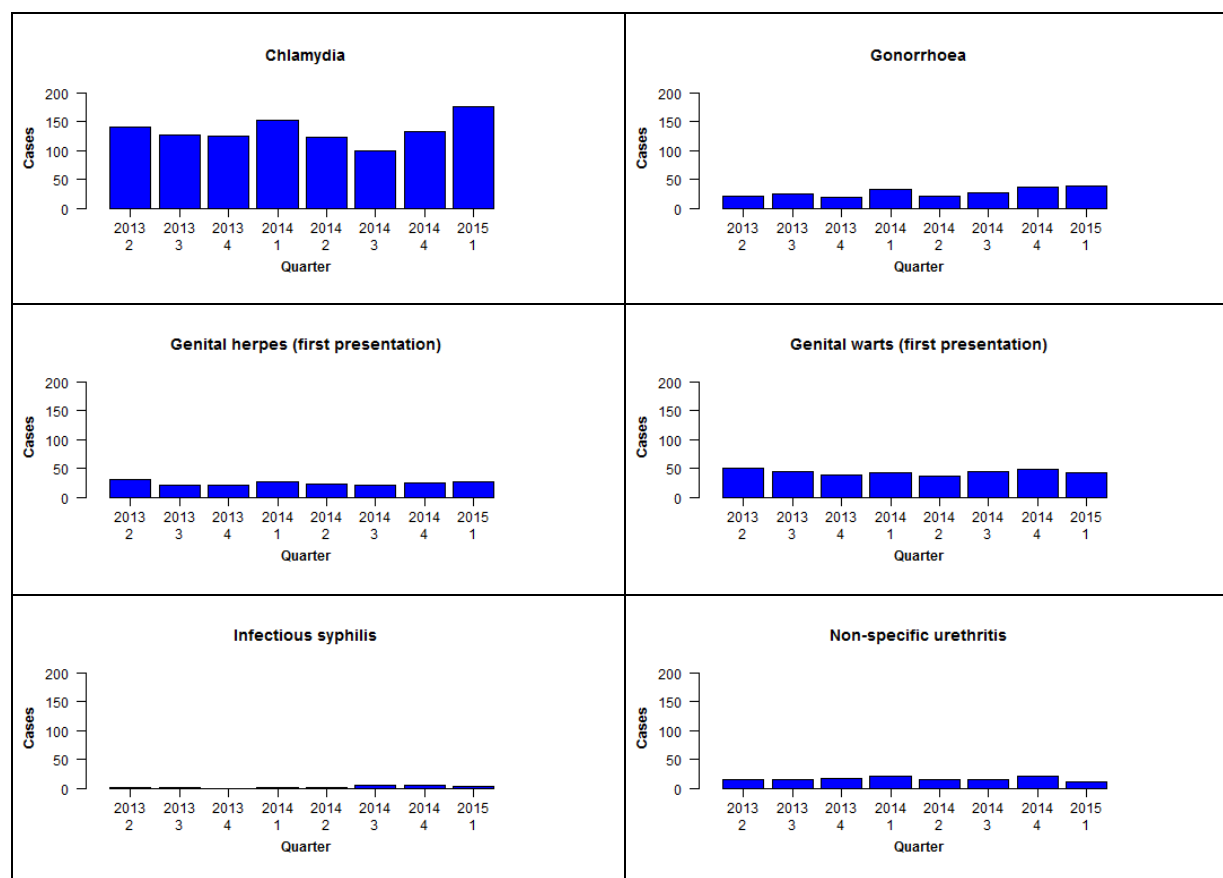 Chlamydia
200
150
100
50
0
Cases
2013 2013 2013 2014 2014 2014 2014 2015
2 3 4 1 2 3 4 1
Quarter
Gonorrhoea
200
150
100
50
0
Cases
2013 2013 2013 2014 2014 2014 2014 2015
2 3 4 1 2 3 4 1
Quarter
Genital herpes (first presentation)
200
150
100
50
0
Cases
2013 2013 2013 2014 2014 2014 2014 2015
2 3 4 1 2 3 4 1
Quarter
Genital warts (first presentation)
200
150
100
50
0
Cases
2013 2013 2013 2014 2014 2014 2014 2015
2 3 4 1 2 3 4 1
Quarter
Infectious syphilis
200
150
100
50
0
Cases
2013 2013 2013 2014 2014 2014 2014 2015
2 3 4 1 2 3 4 1
Quarter
Non-specific urethritis
200
150
100
50
0
Cases
2013 2013 2013 2014 2014 2014 2014 2015
2 3 4 1 2 3 4 1
Quarter